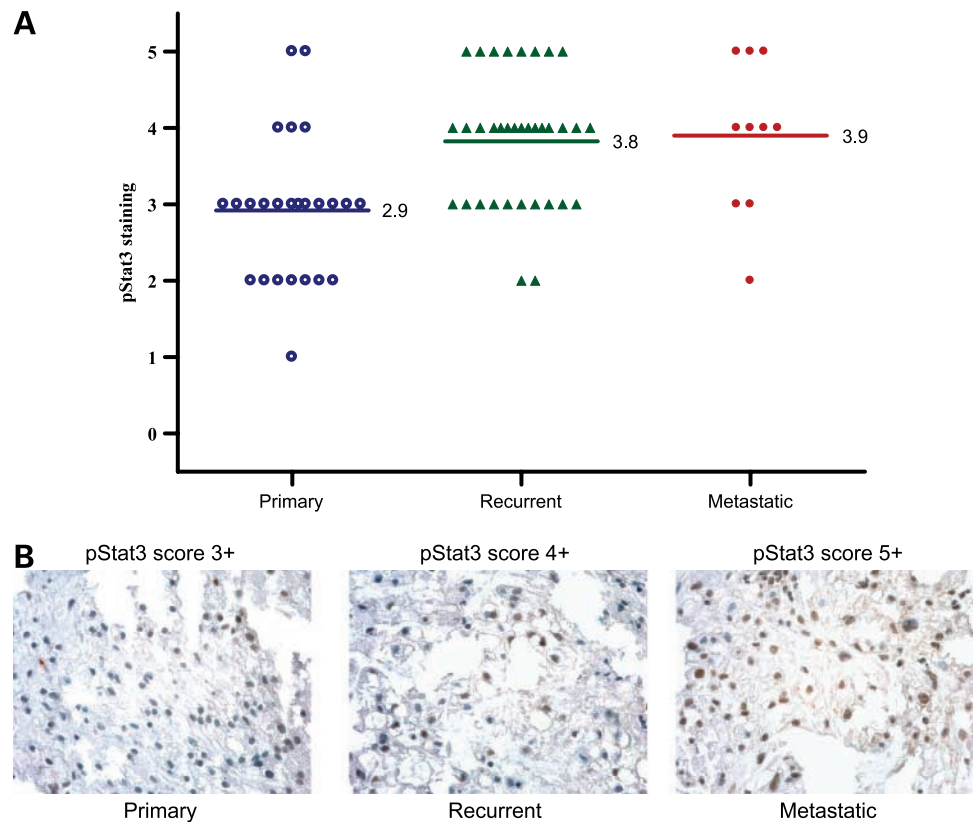 A
5
4
3
2
1
0
pStat3 staining
2.9
3.8
3.9
Primary
Recurrent
Metastatic
B
pStat3 score 3+
pStat3 score 4+
pStat3 score 5+
Primary
Recurrent
Metastatic